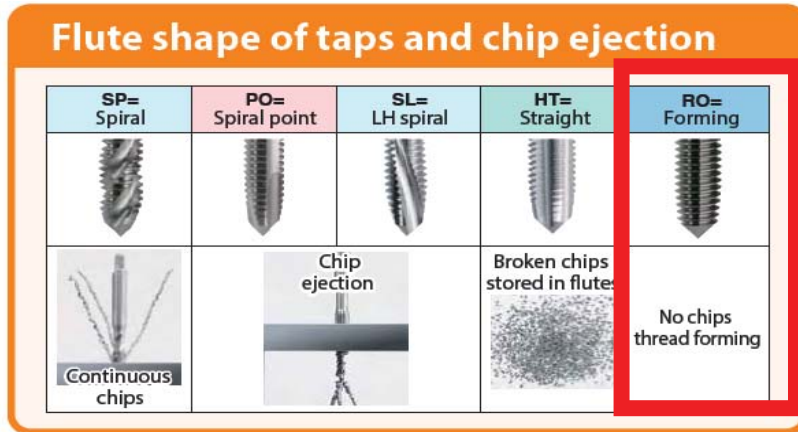 Flute shape of taps and chip ejection
SP=
Spiral
PO=
Spiral point
SL=
LH spiral
HT=
Straight
RO=
Forming
Continuous
chips
Chip
ejection
Broken chips
stored in flutes
No chips
thread forming